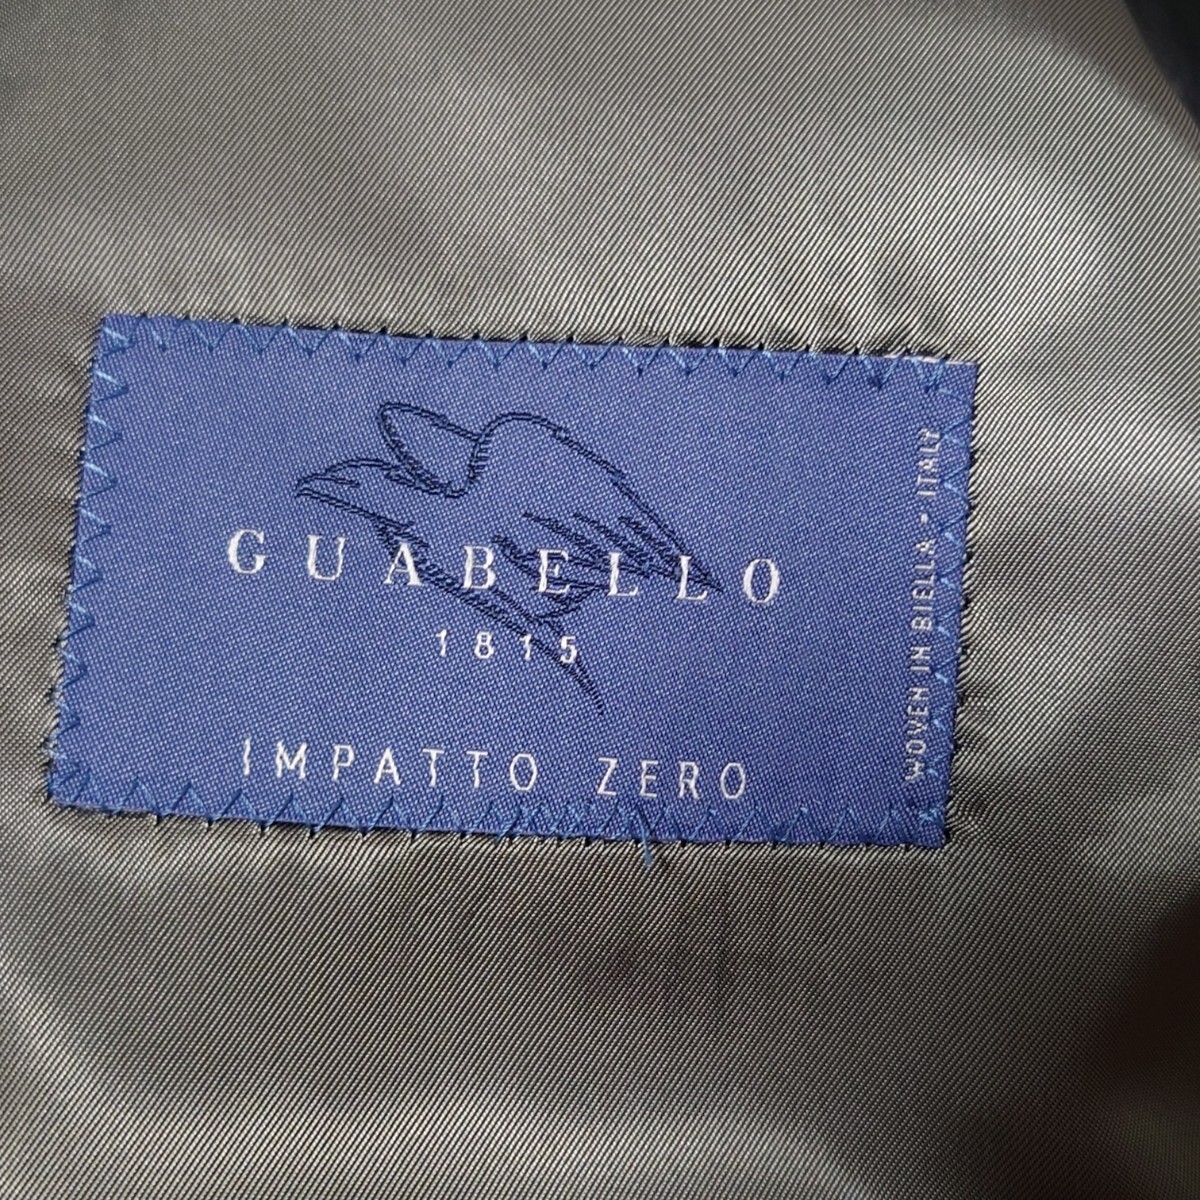 GUABELLO
1815
IMPATTO ZERO
WOVEN IN BIELLA - ITALY